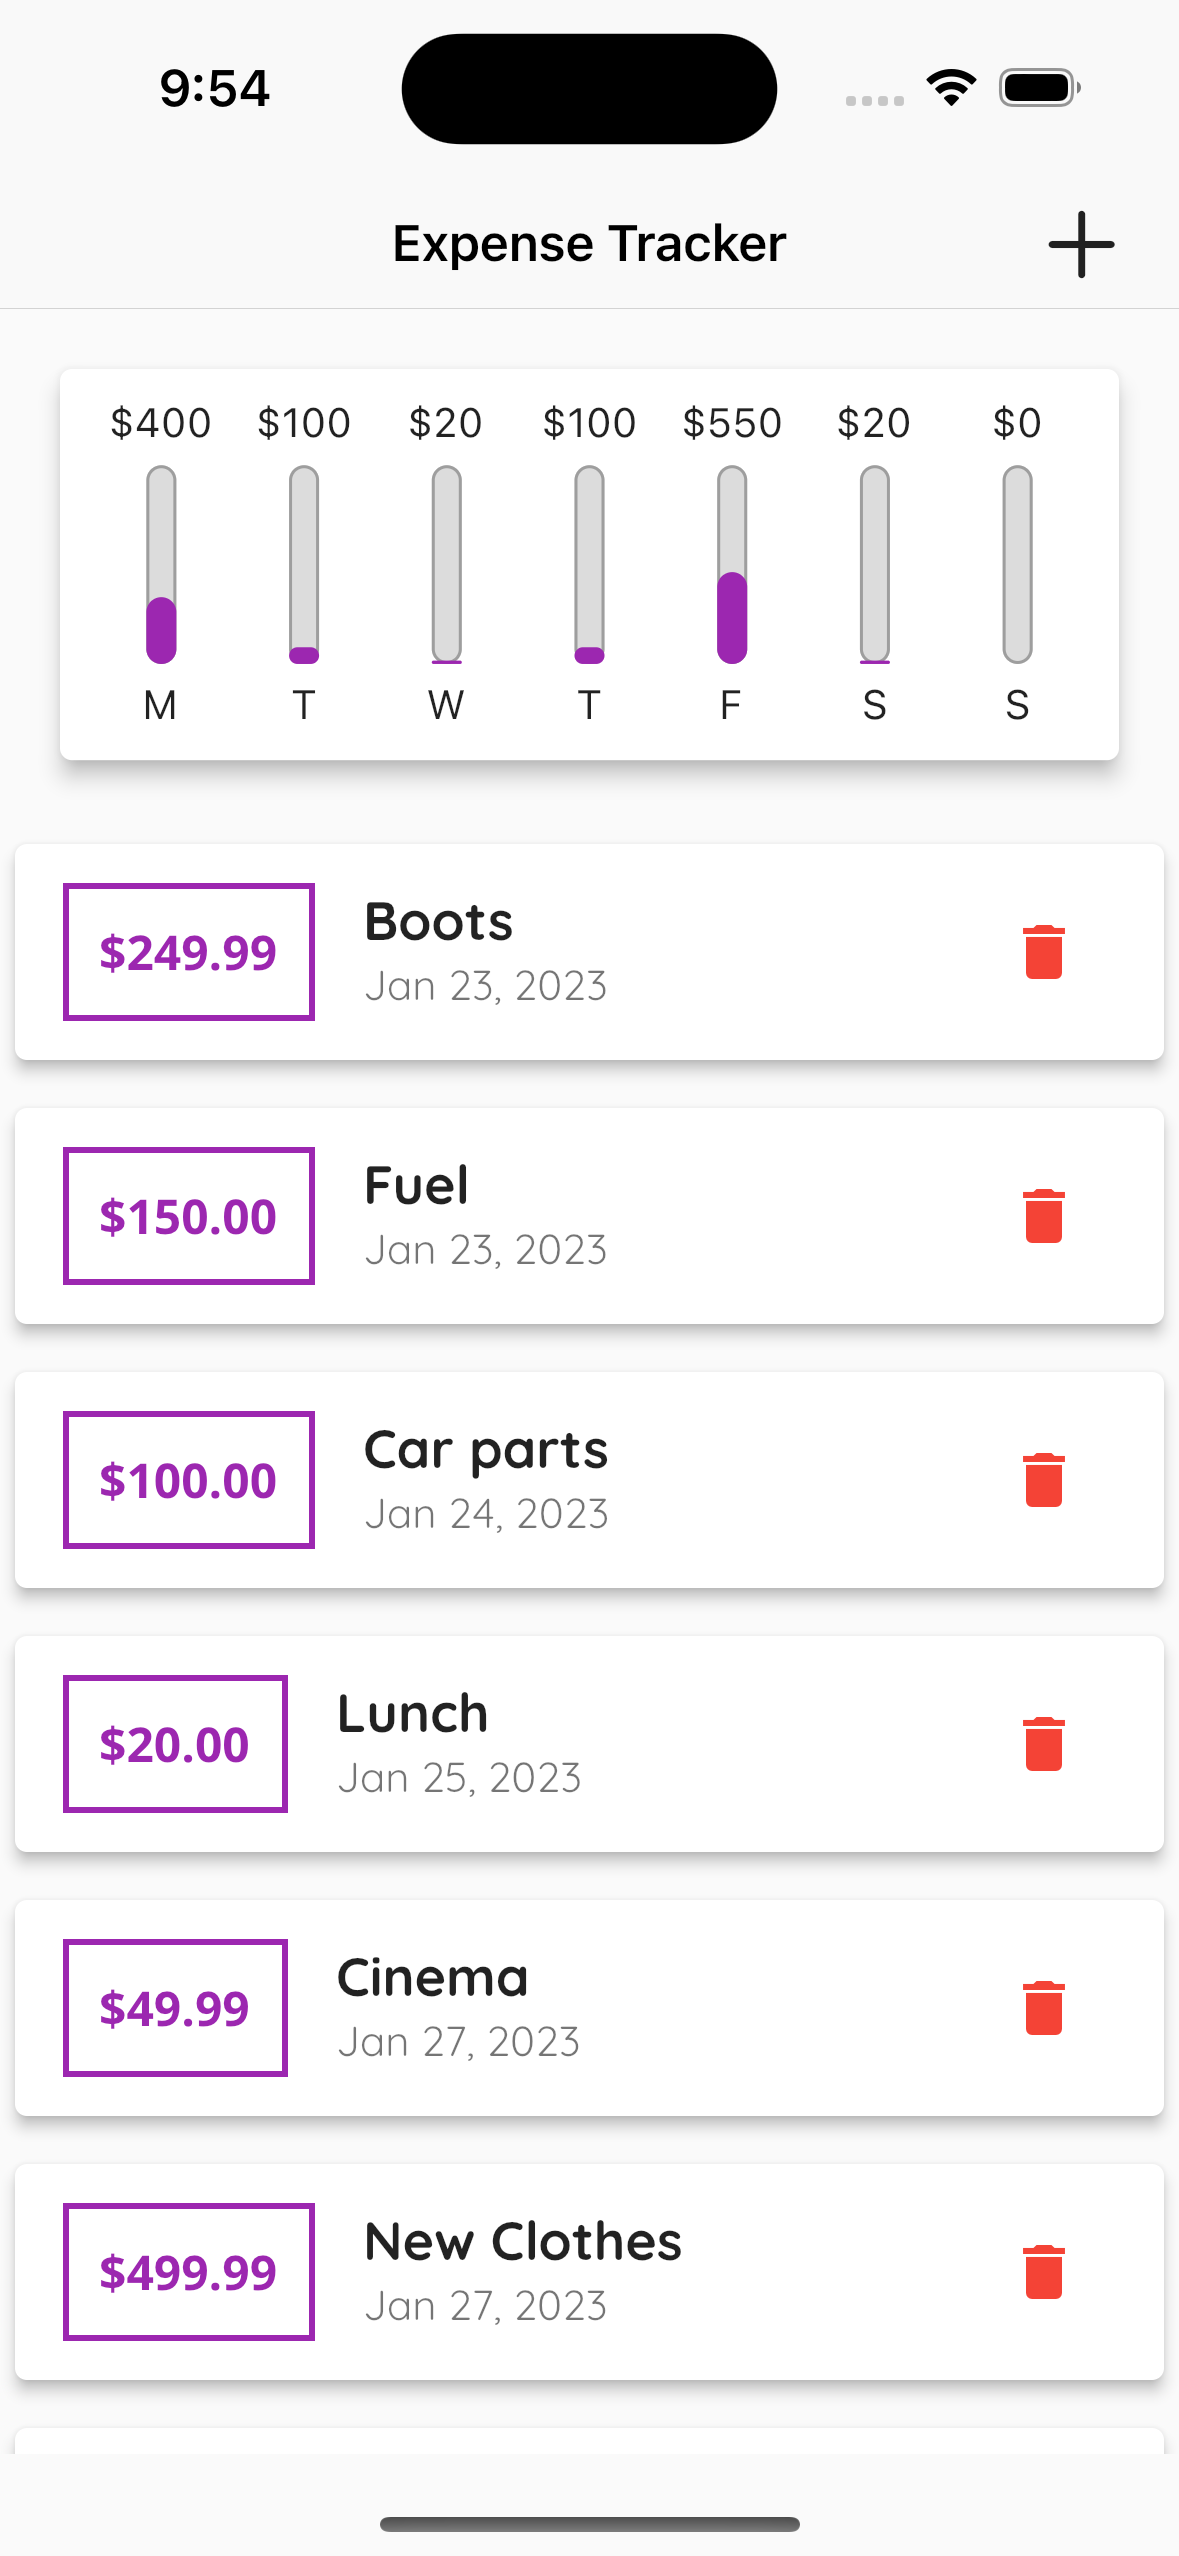 9:54
Expense Tracker
$400 $100 $20 $100 $550 $20 $0
M T W T F S S
$249.99
Boots
Jan 23, 2023
$150.00
Fuel
Jan 23, 2023
$100.00
Car parts
Jan 24, 2023
$20.00
Lunch
Jan 25, 2023
$49.99
Cinema
Jan 27, 2023
$499.99
New Clothes
Jan 27, 2023